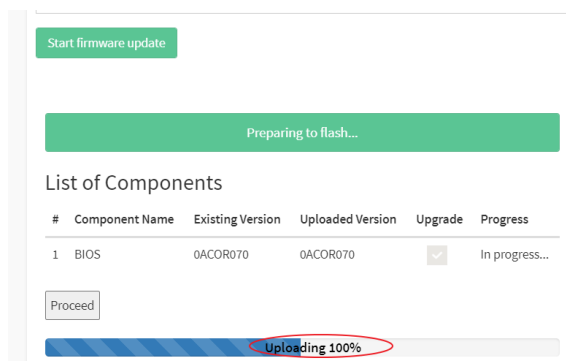 Start firmware update
Preparing to flash...
List of Components
# Component Name Existing Version Uploaded Version Upgrade Progress
1 BIOS 0ACOR070 0ACOR070 In progress...
Proceed
Uploading 100%